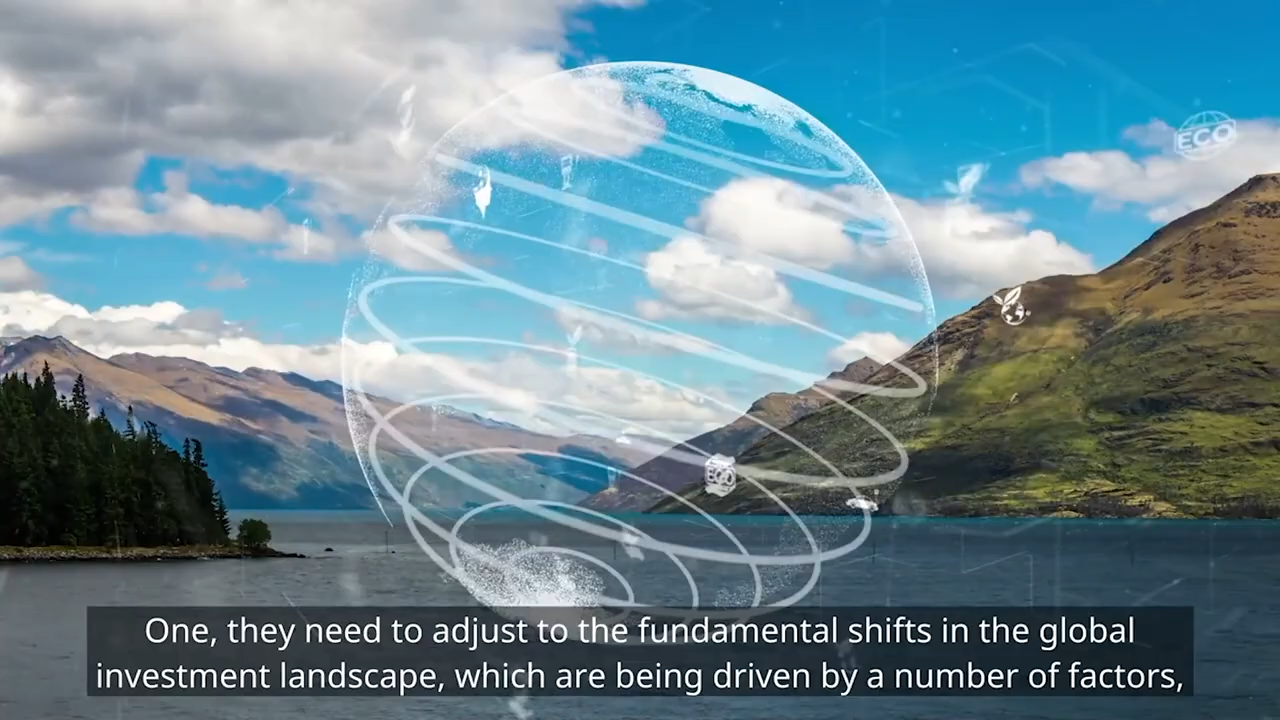 ECO
ECO
One, they need to adjust to the fundamental shifts in the global
investment landscape, which are being driven by a number of factors,